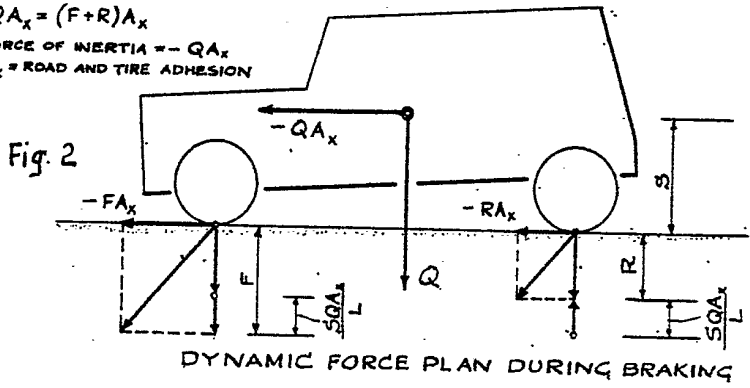 QAₓ = (F+R)Aₓ
RCE OF INERTIA = - QAₓ
= ROAD AND TIRE ADHESION
- QAₓ
Fig. 2
- FAₓ
- RAₓ
S
F
Q
R
SQAₓ
L
SQAₓ
L
DYNAMIC FORCE PLAN DURING BRAKING